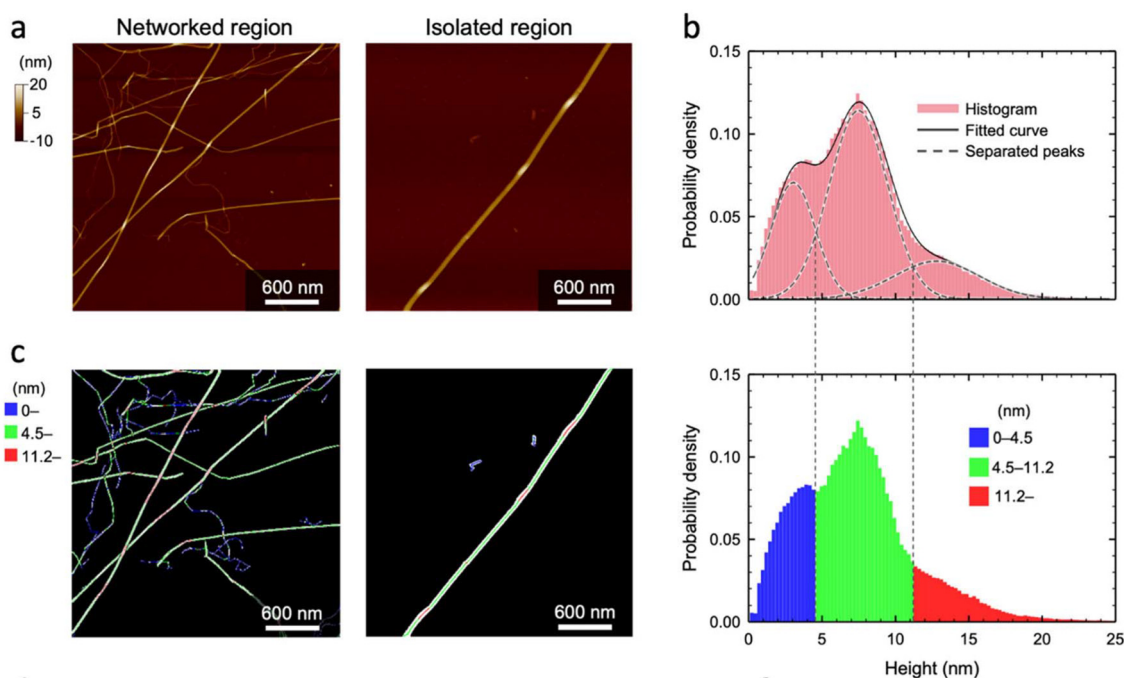 a
Networked region
Isolated region
(nm)
20
5
-10
600 nm
600 nm
b
0.15
0.10
0.05
0.00
Probability density
Histogram
Fitted curve
Separated peaks
c
(nm)
0–
4.5–
11.2–
600 nm
600 nm
0.15
0.10
0.05
0.00
Probability density
(nm)
0–4.5
4.5–11.2
11.2–
0 5 10 15 20 25
Height (nm)